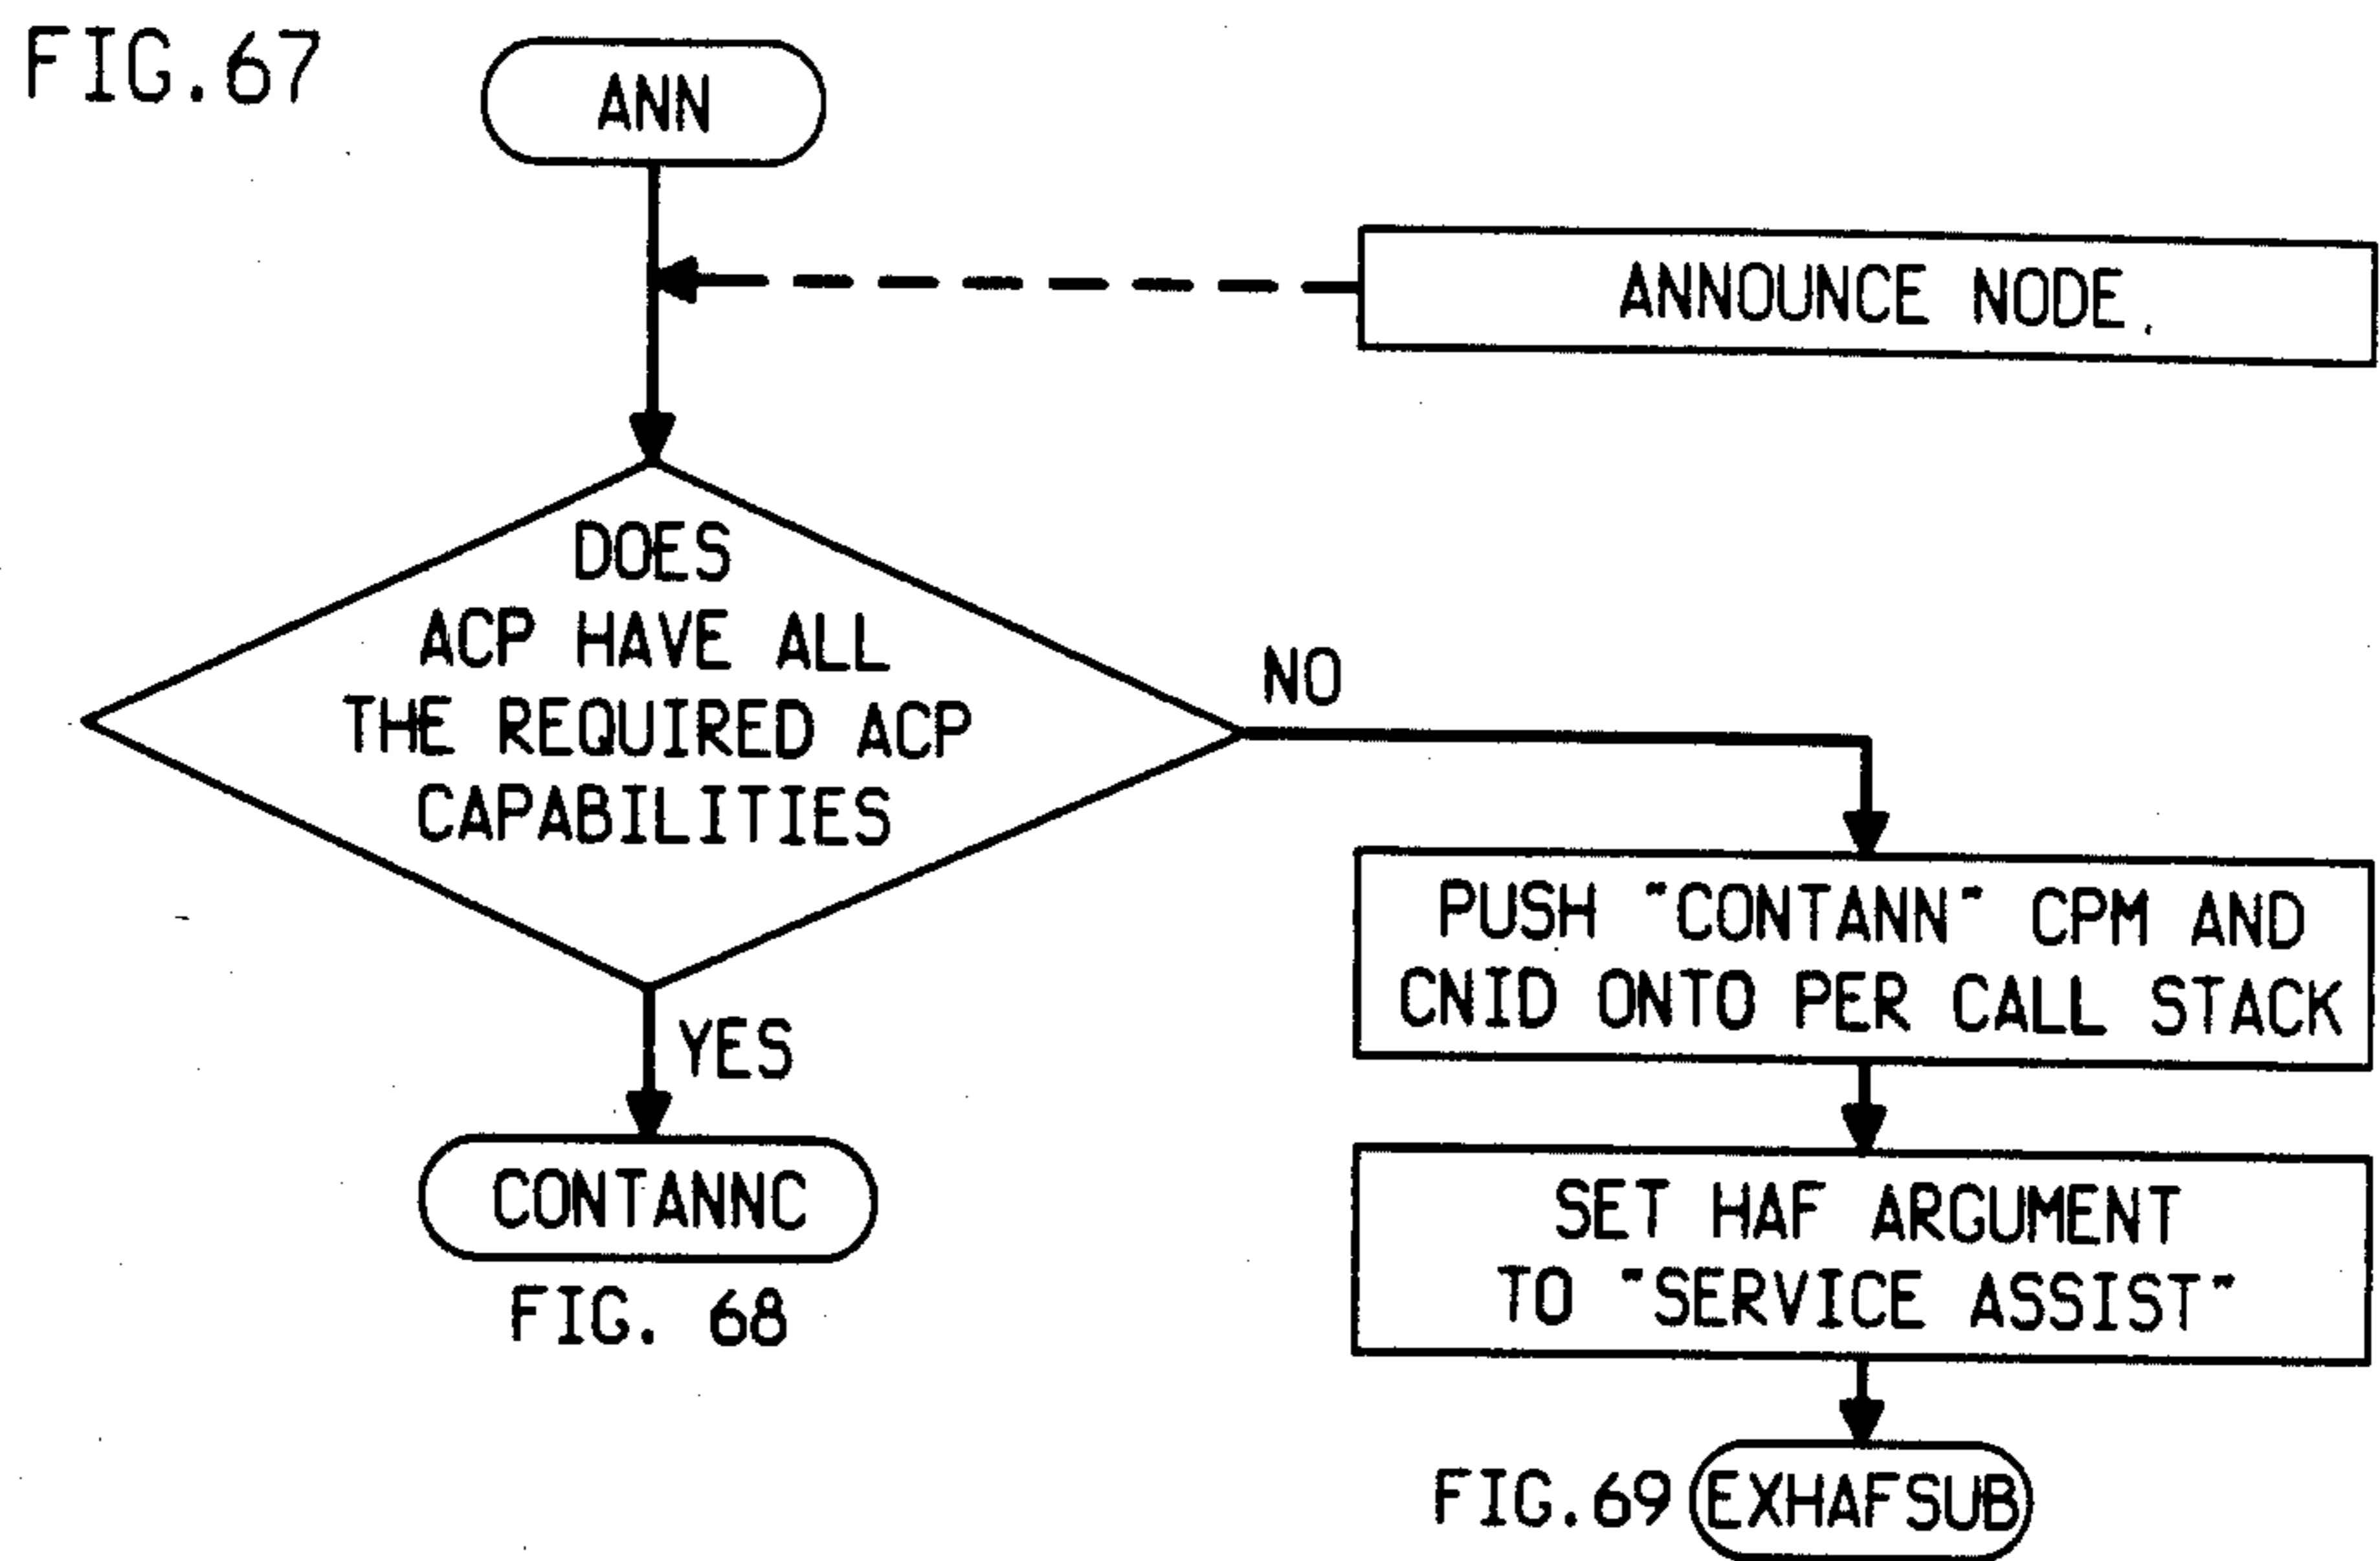 FIG.67
ANN
ANNOUNCE NODE.
DOES
ACP HAVE ALL
THE REQUIRED ACP
CAPABILITIES
NO
YES
PUSH "CONTANN" CPM AND
CNID ONTO PER CALL STACK
CONTANNC
FIG. 68
SET HAF ARGUMENT
TO "SERVICE ASSIST"
FIG.69 EXHAFSUB